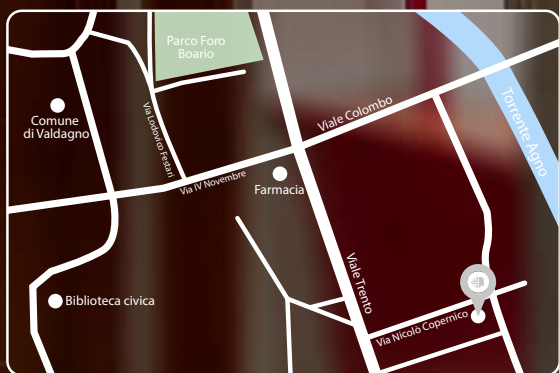 Parco Foro
Boario
Torrente Agno
Viale Colombo
Comune
di Valdagno
Via Lodovico Festari
Via IV Novembre
Farmacia
Viale Trento
Biblioteca civica
Via Nicolò Copernico